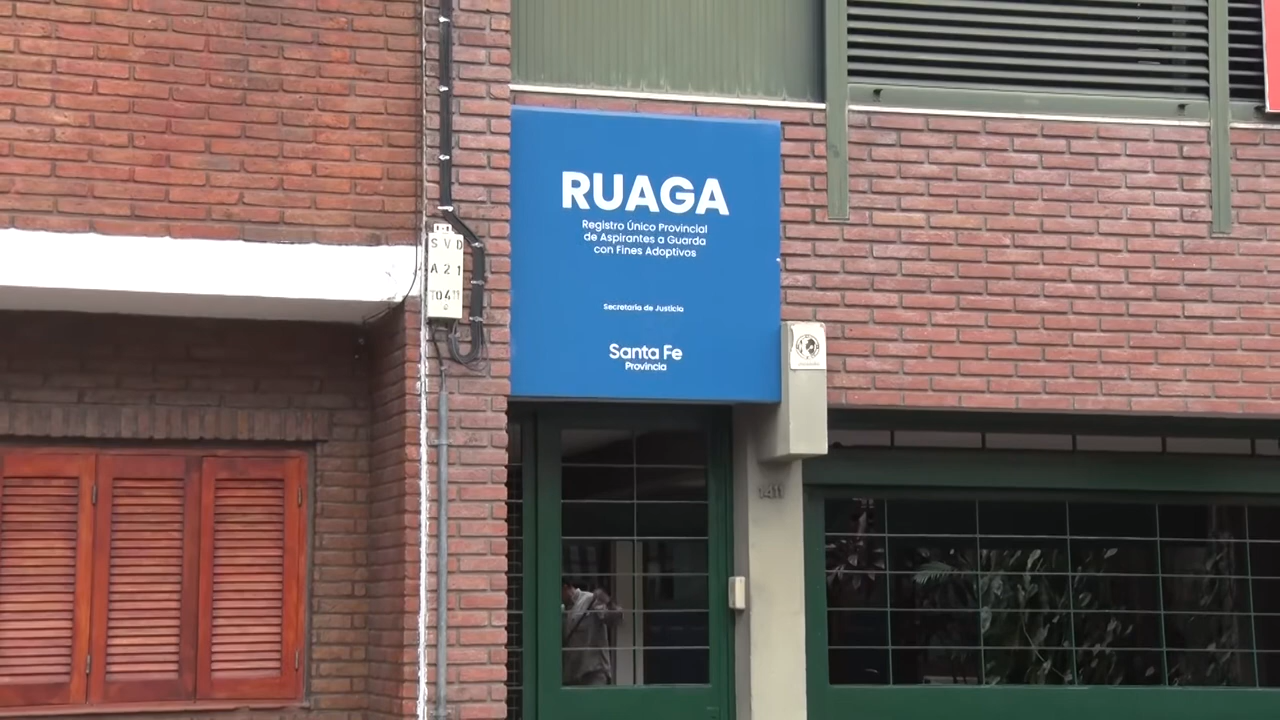 RUAGA
Registro Único Provincial
de Aspirantes a Guarda
con Fines Adoptivos
Secretaría de Justicia
Santa Fe
Provincia
S V D
A 2 1
T0411
1411